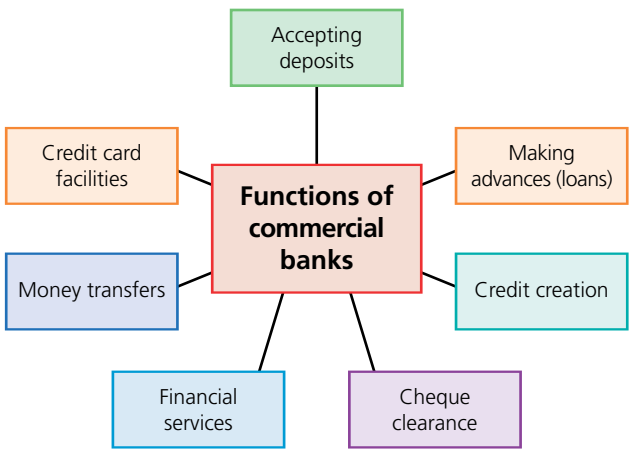 Accepting
deposits
Credit card
facilities
Making
advances (loans)
Functions of
commercial
banks
Money transfers
Credit creation
Financial
services
Cheque
clearance